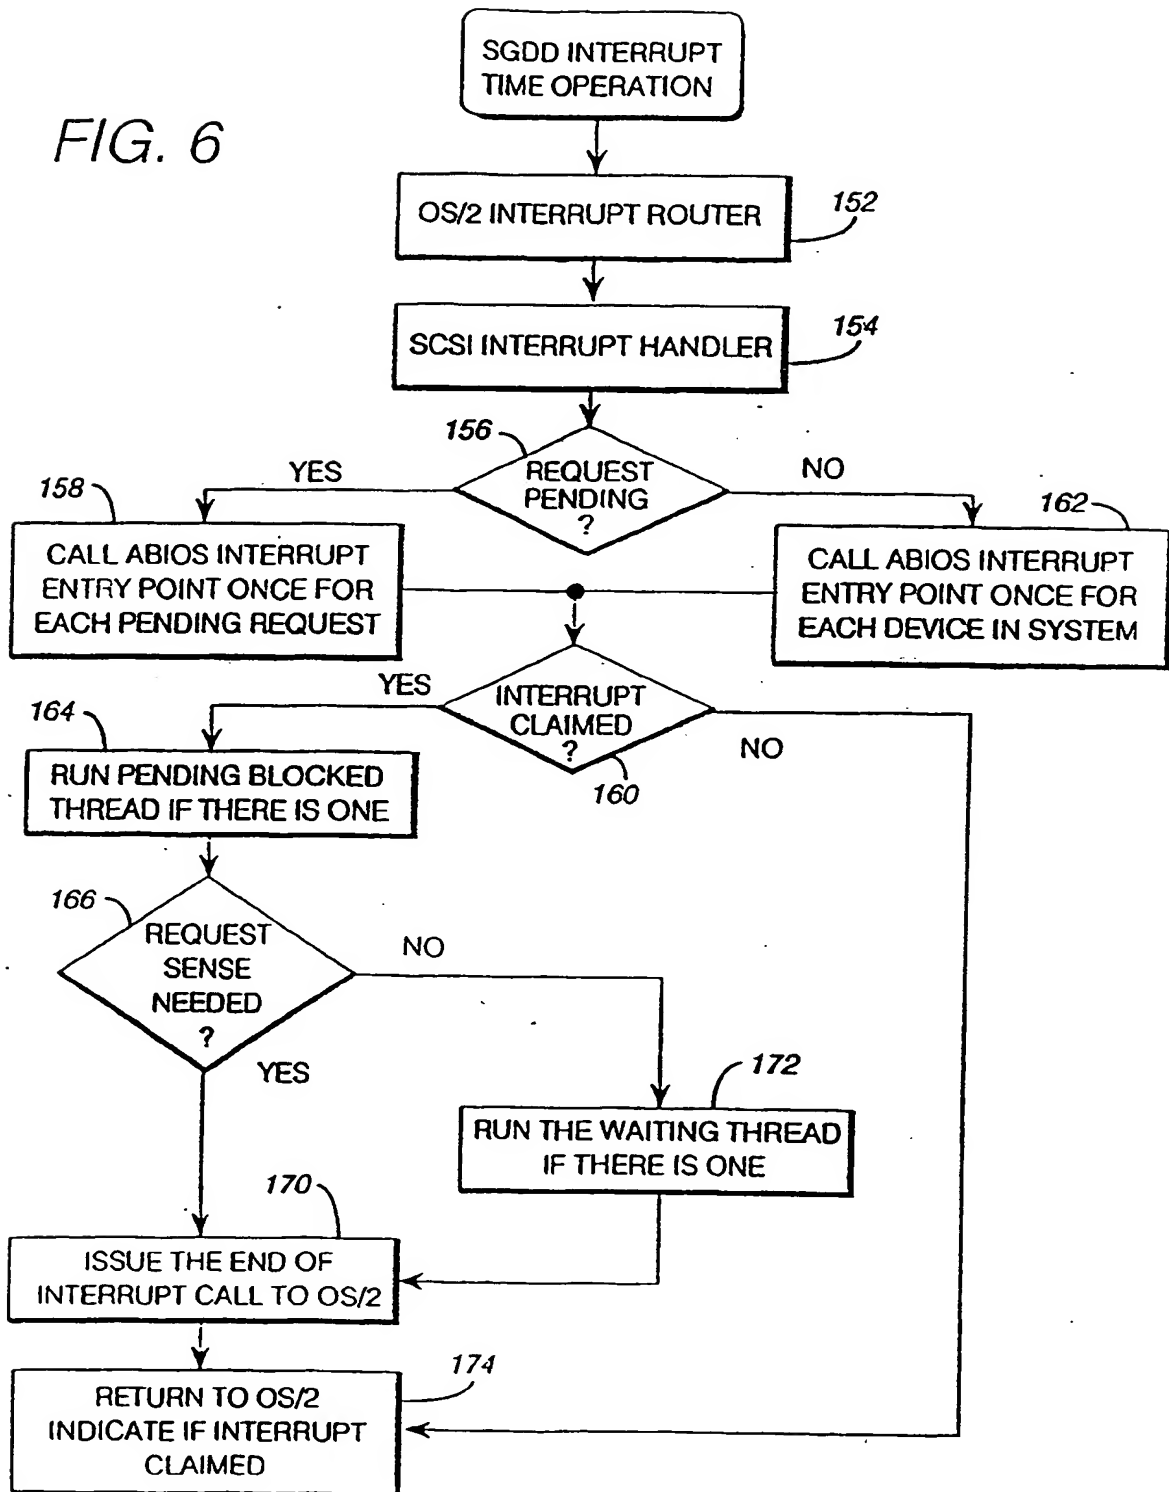 FIG. 6
SGDD INTERRUPT
TIME OPERATION
OS/2 INTERRUPT ROUTER
152
SCSI INTERRUPT HANDLER
154
156
REQUEST
PENDING
?
YES
NO
158
CALL ABIOS INTERRUPT
ENTRY POINT ONCE FOR
EACH PENDING REQUEST
162
CALL ABIOS INTERRUPT
ENTRY POINT ONCE FOR
EACH DEVICE IN SYSTEM
INTERRUPT
CLAIMED
?
160
YES
NO
164
RUN PENDING BLOCKED
THREAD IF THERE IS ONE
166
REQUEST
SENSE
NEEDED
?
NO
YES
172
RUN THE WAITING THREAD
IF THERE IS ONE
170
ISSUE THE END OF
INTERRUPT CALL TO OS/2
174
RETURN TO OS/2
INDICATE IF INTERRUPT
CLAIMED